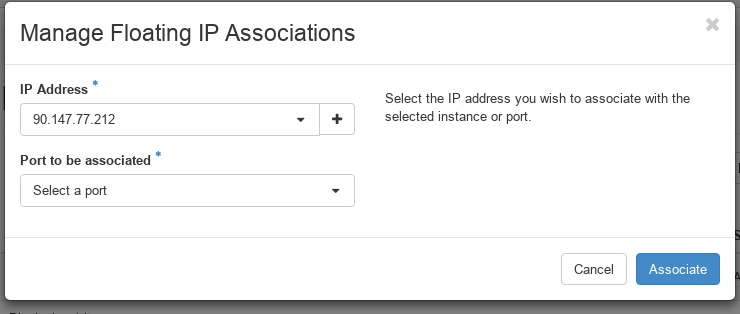 Manage Floating IP Associations
×
IP Address *
90.147.77.212
+
Port to be associated *
Select a port
Select the IP address you wish to associate with the
selected instance or port.
Cancel
Associate